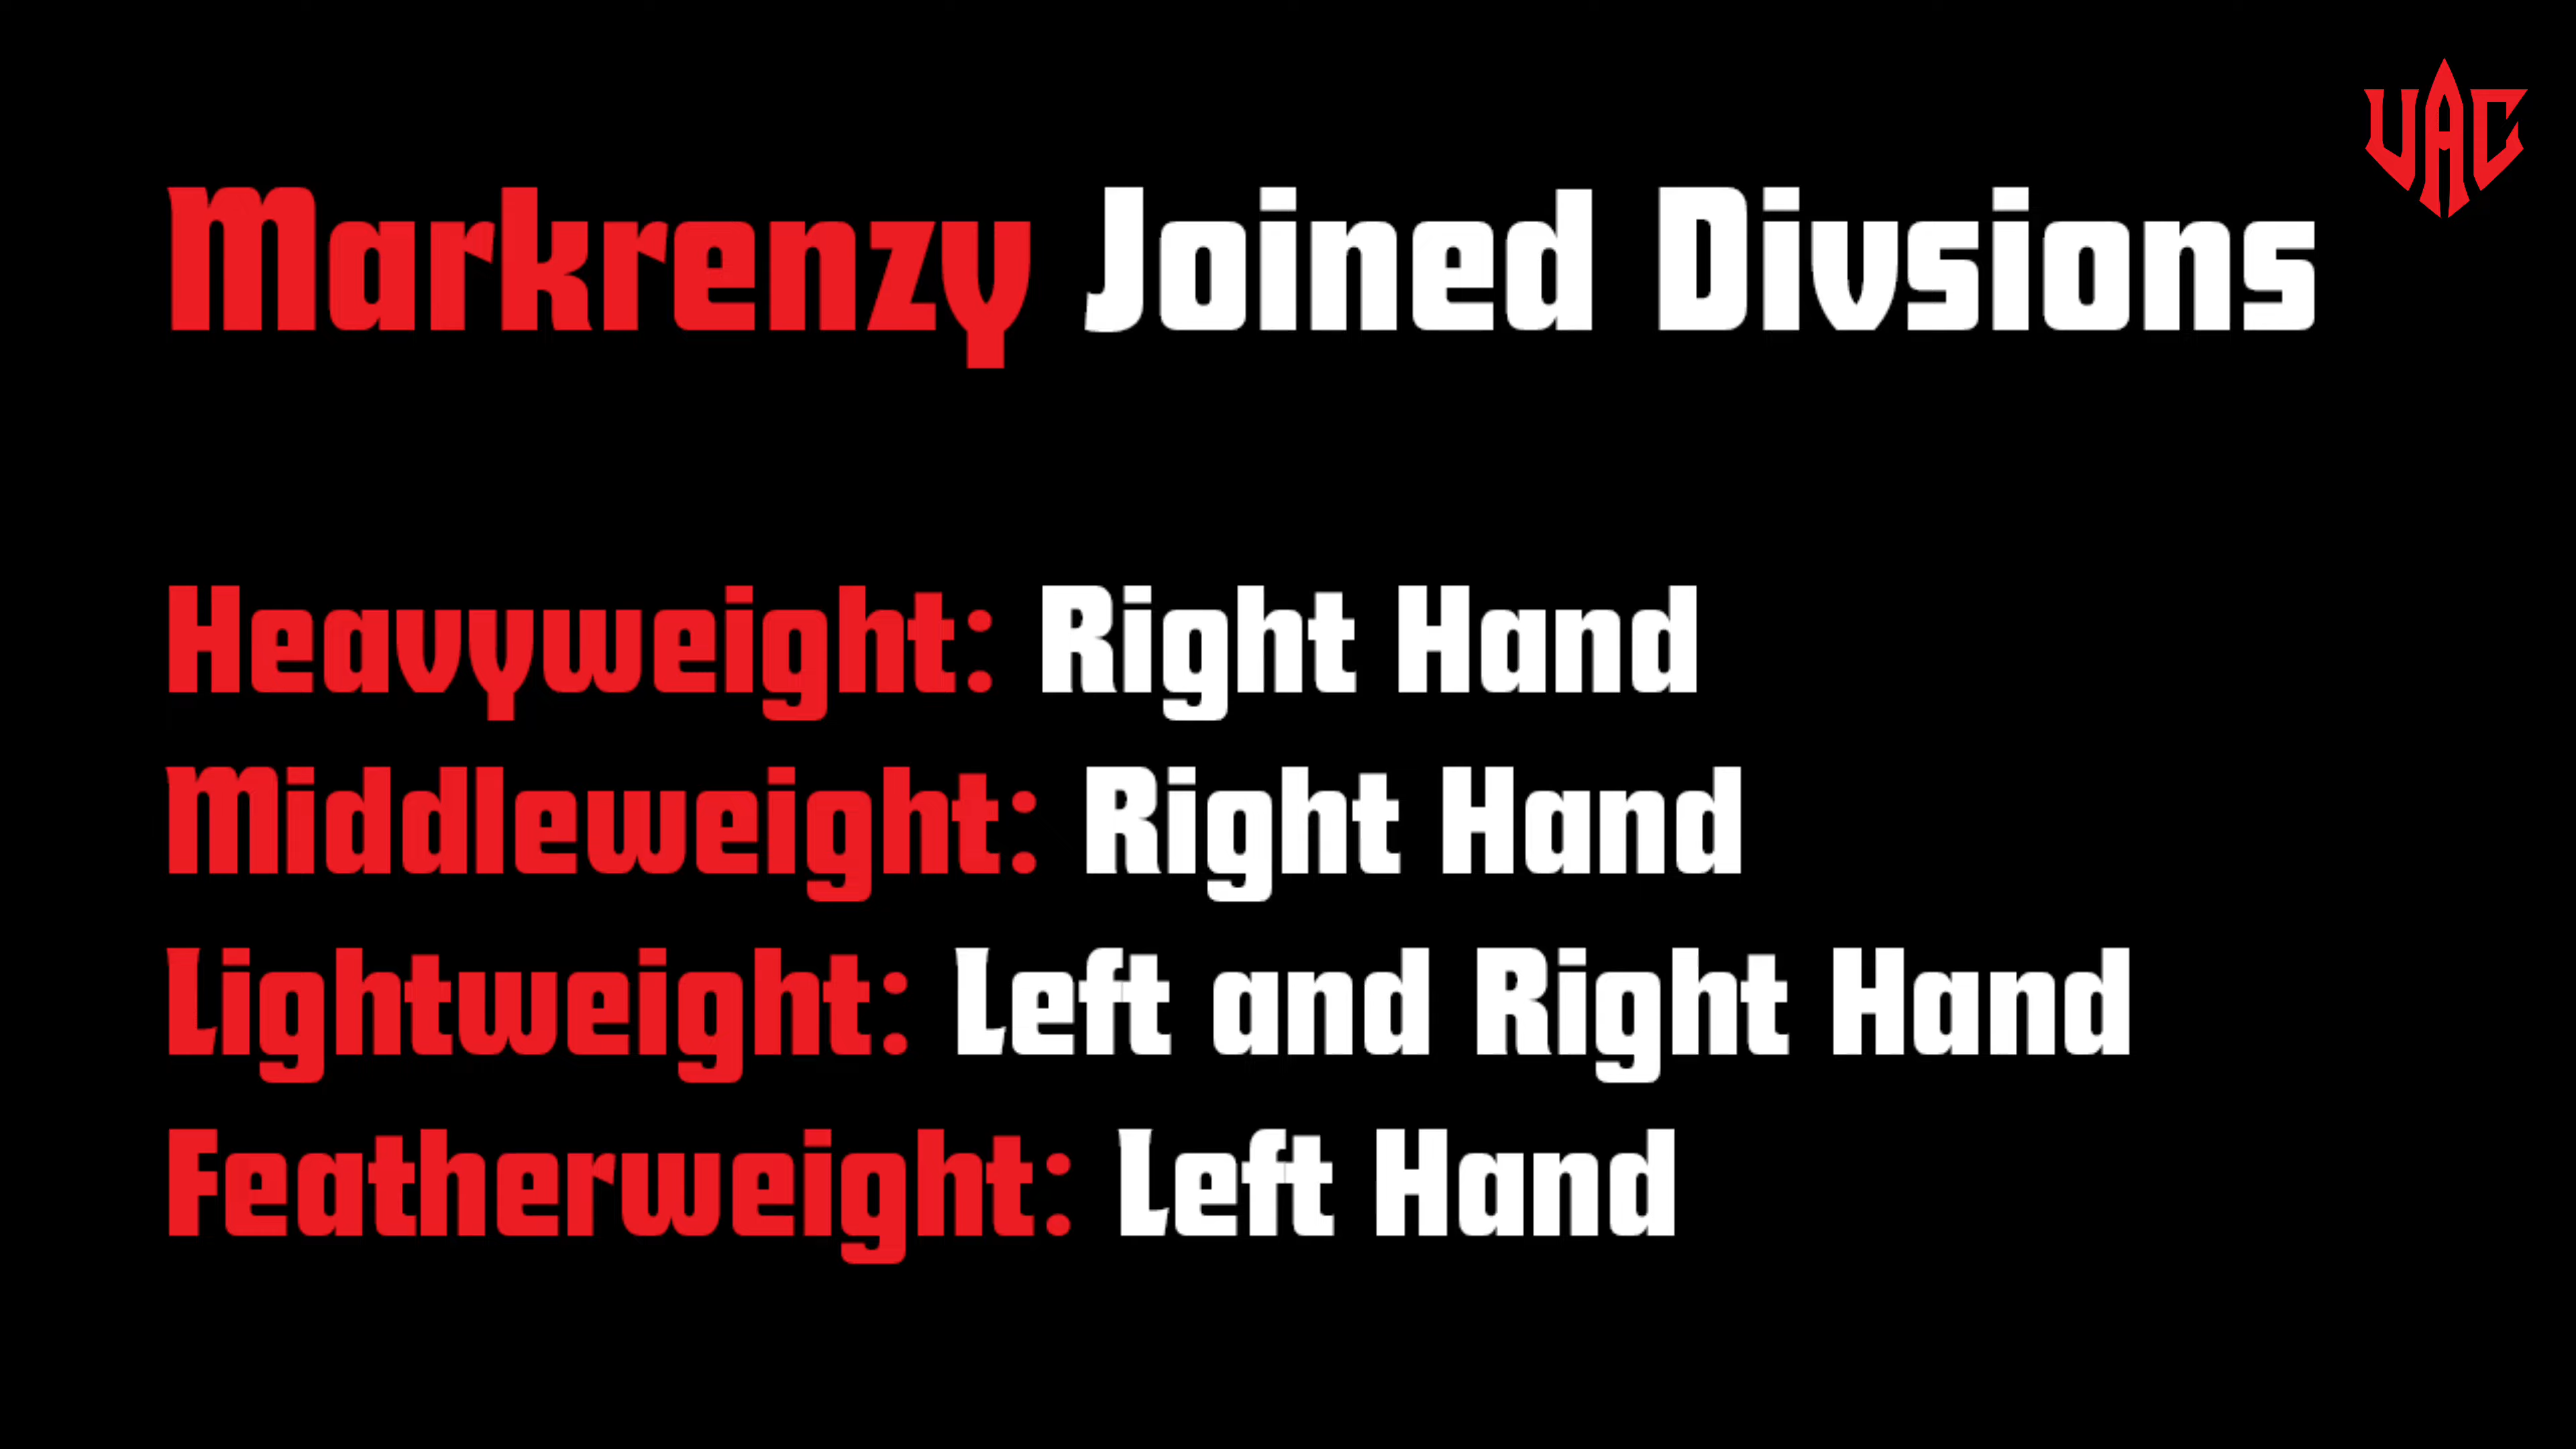 UAC
Markrenzy Joined Divsions
Heavyweight: Right Hand
Middleweight: Right Hand
Lightweight: Left and Right Hand
Featherweight: Left Hand